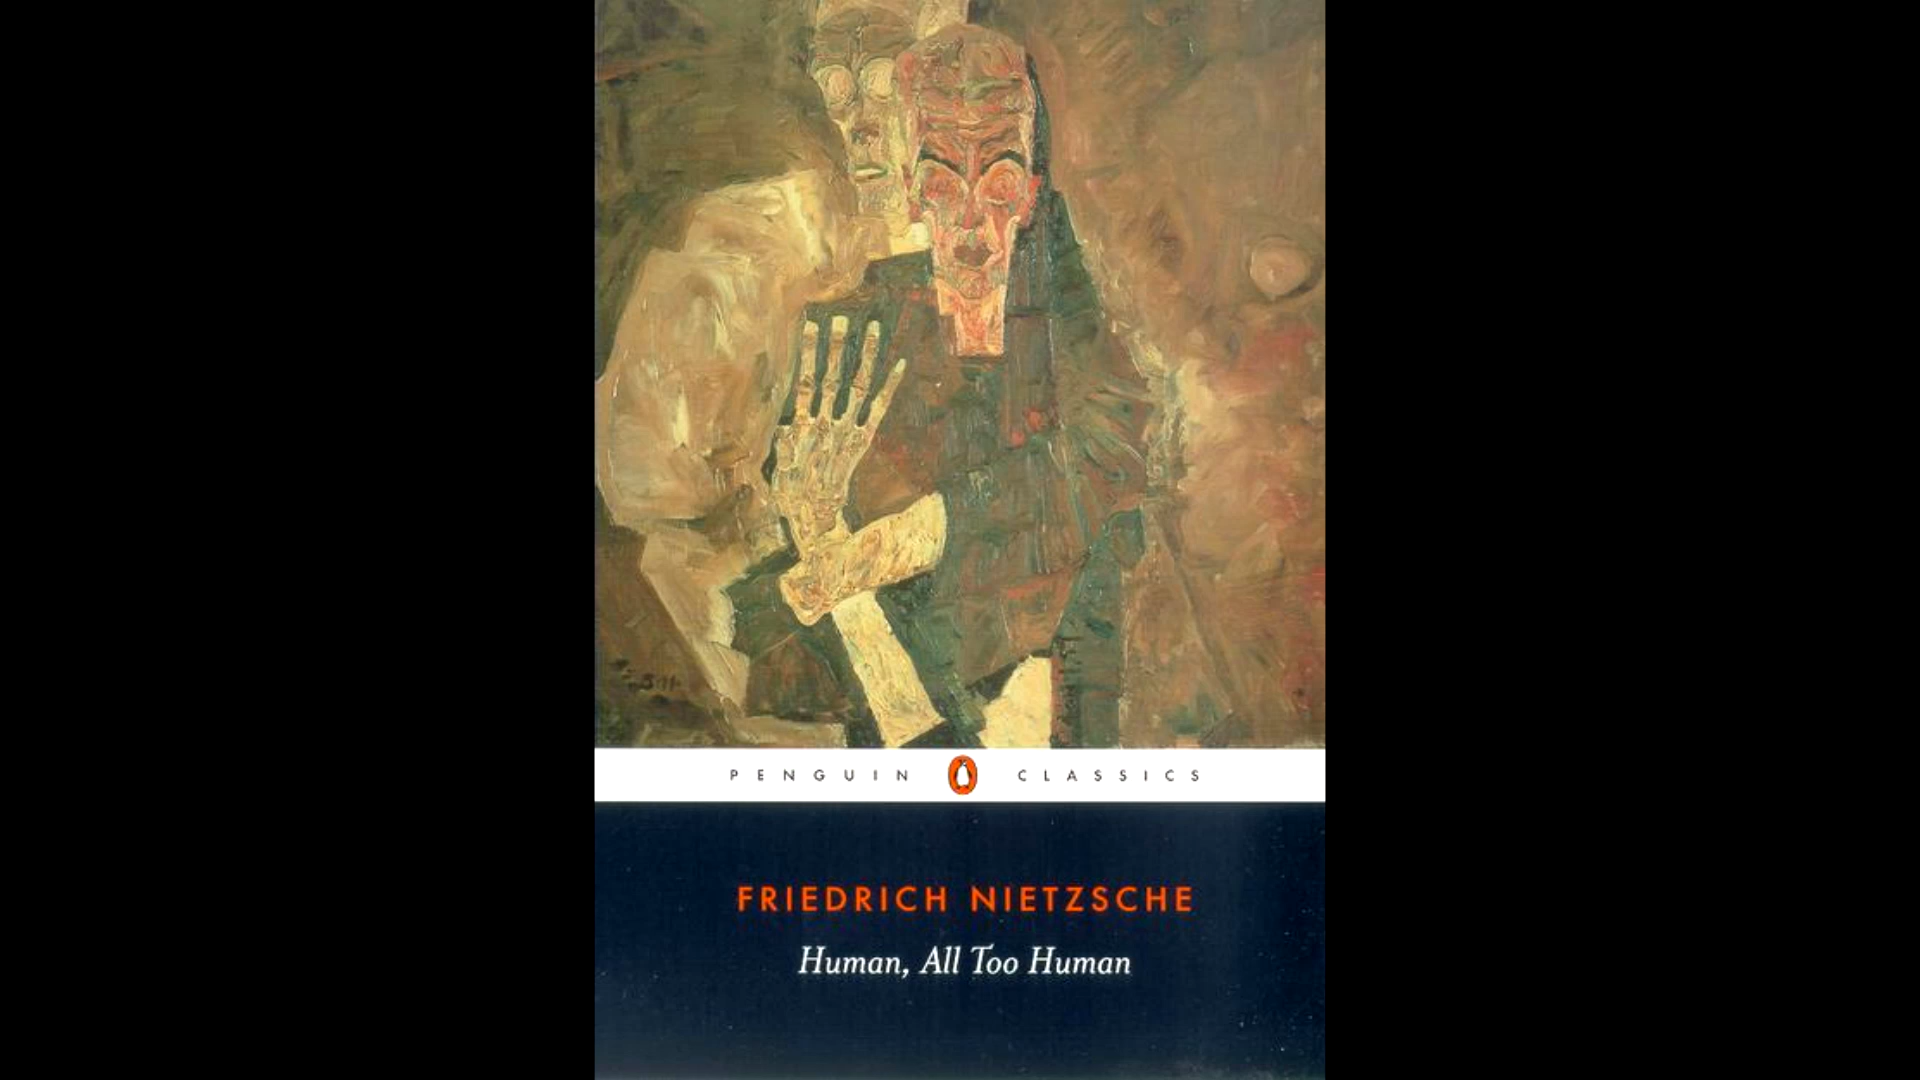 PENGUIN CLASSICS
FRIEDRICH NIETZSCHE
Human, All Too Human